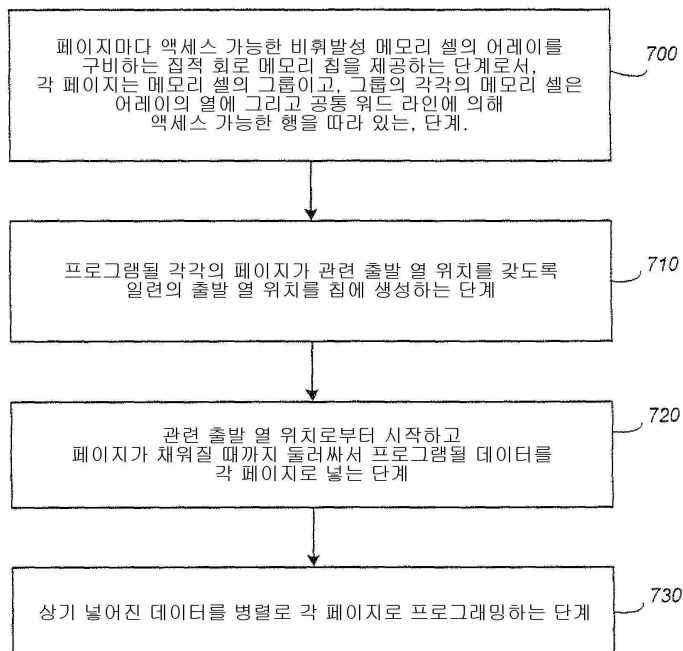 페이지마다 액세스 가능한 비휘발성 메모리 셀의 어레이를
구비하는 집적 회로 메모리 칩을 제공하는 단계로서,
각 페이지는 메모리 셀의 그룹이고, 그룹의 각각의 메모리 셀은
어레이의 열에 그리고 공통 워드 라인에 의해
액세스 가능한 행을 따라 있는, 단계.
700
프로그램될 각각의 페이지가 관련 출발 열 위치를 갖도록
일련의 출발 열 위치를 칩에 생성하는 단계
710
관련 출발 열 위치로부터 시작하고
페이지가 채워질 때까지 둘러싸서 프로그램될 데이터를
각 페이지로 넣는 단계
720
상기 넣어진 데이터를 병렬로 각 페이지로 프로그래밍하는 단계
730